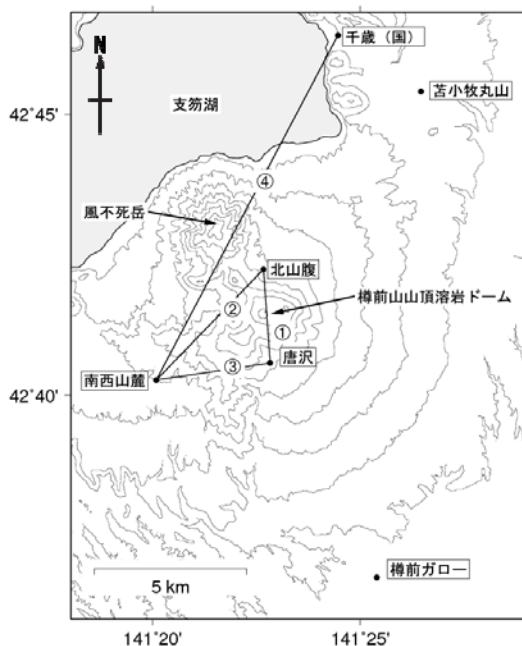 千歳（国）
N
苫小牧丸山
42°45'
支笏湖
④
風不死岳
北山腹
樽前山山頂溶岩ドーム
②
①
唐沢
③
南西山麓
42°40'
樽前ガロー
5 km
141°20'
141°25'